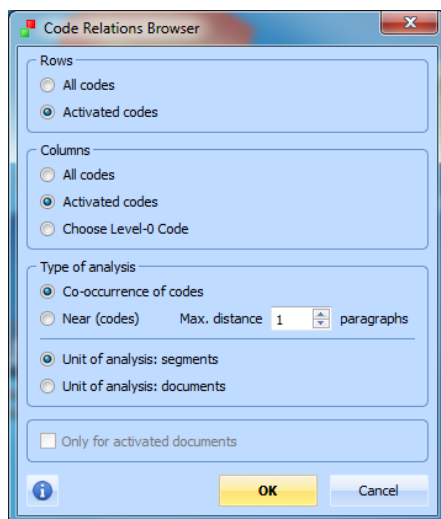 Code Relations Browser
Rows
All codes
Activated codes
Columns
All codes
Activated codes
Choose Level-0 Code
Type of analysis
Co-occurrence of codes
Near (codes) Max. distance 1 paragraphs
Unit of analysis: segments
Unit of analysis: documents
Only for activated documents
OK Cancel